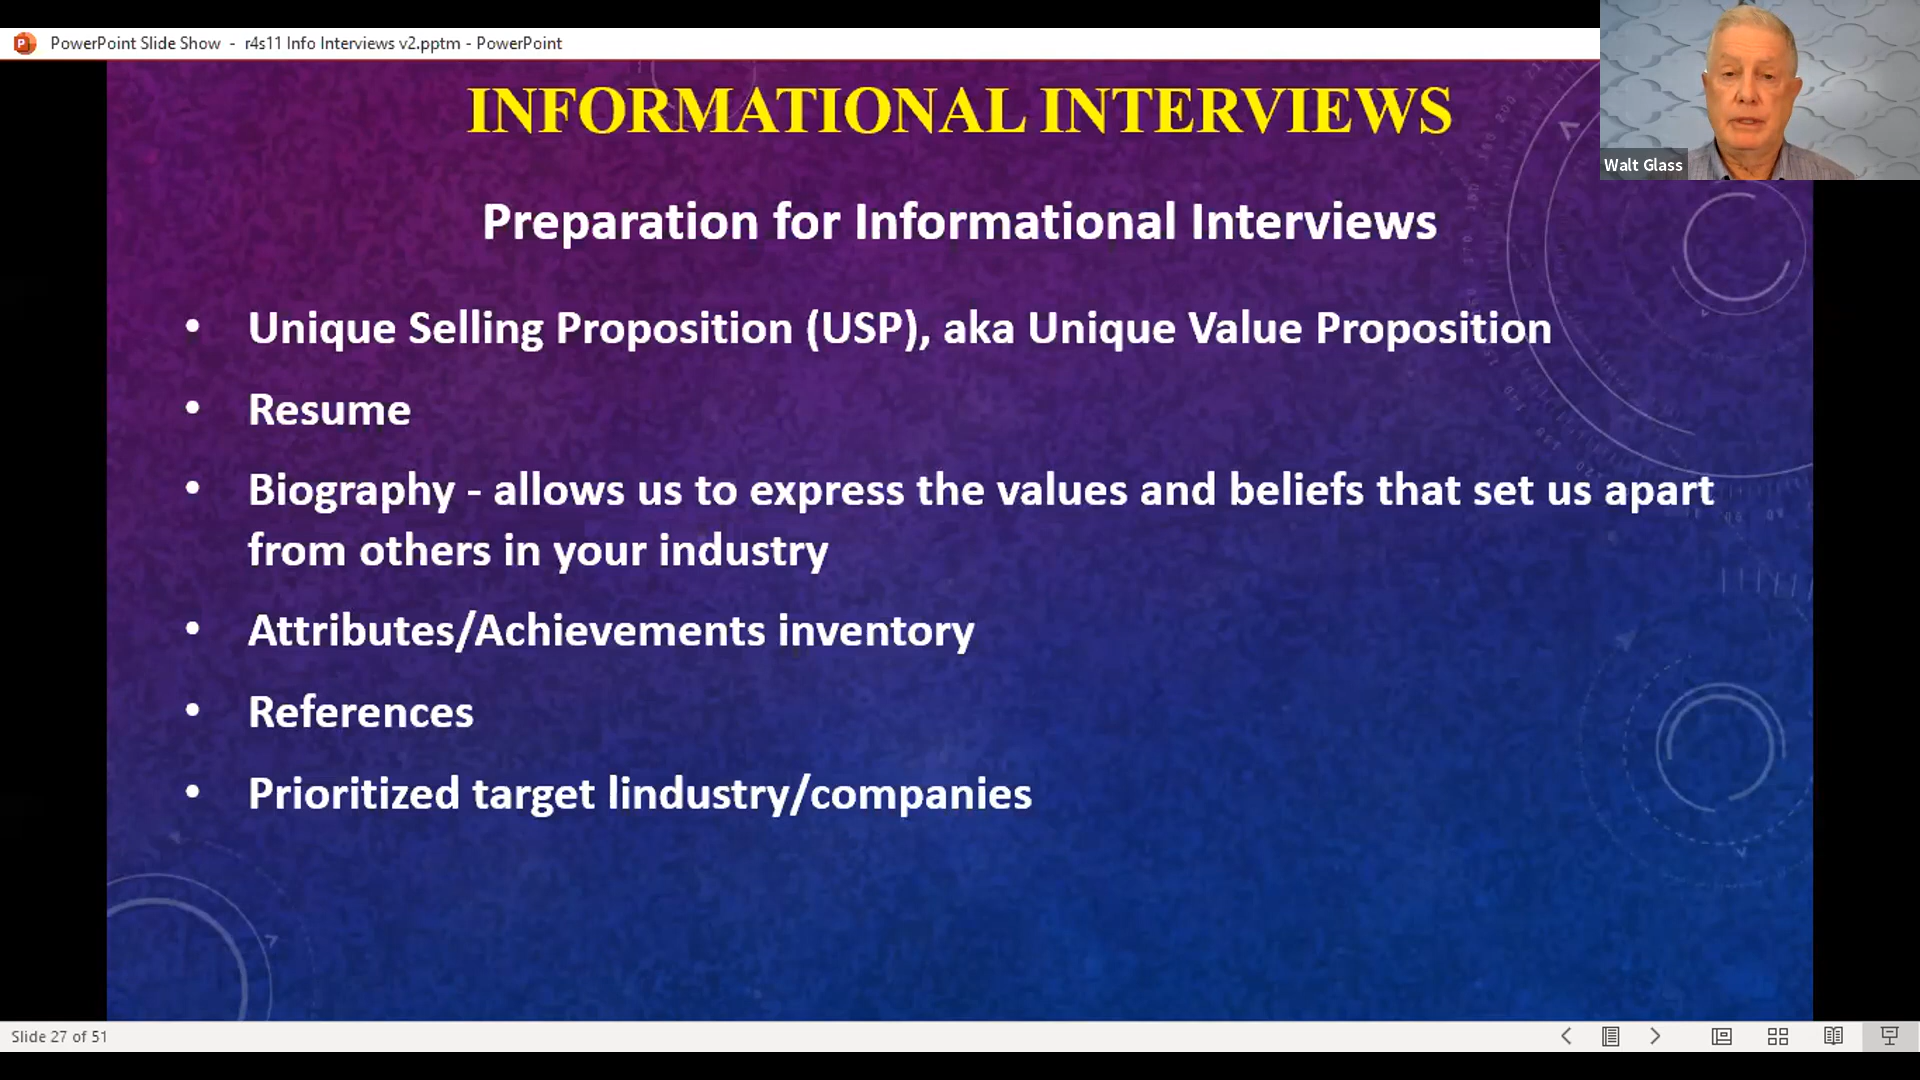 PowerPoint Slide Show - r4s11 Info Interviews v2.pptm - PowerPoint
INFORMATIONAL INTERVIEWS
Walt Glass
Preparation for Informational Interviews
• Unique Selling Proposition (USP), aka Unique Value Proposition
• Resume
• Biography - allows us to express the values and beliefs that set us apart
from others in your industry
• Attributes/Achievements inventory
• References
• Prioritized target lindustry/companies
Slide 27 of 51